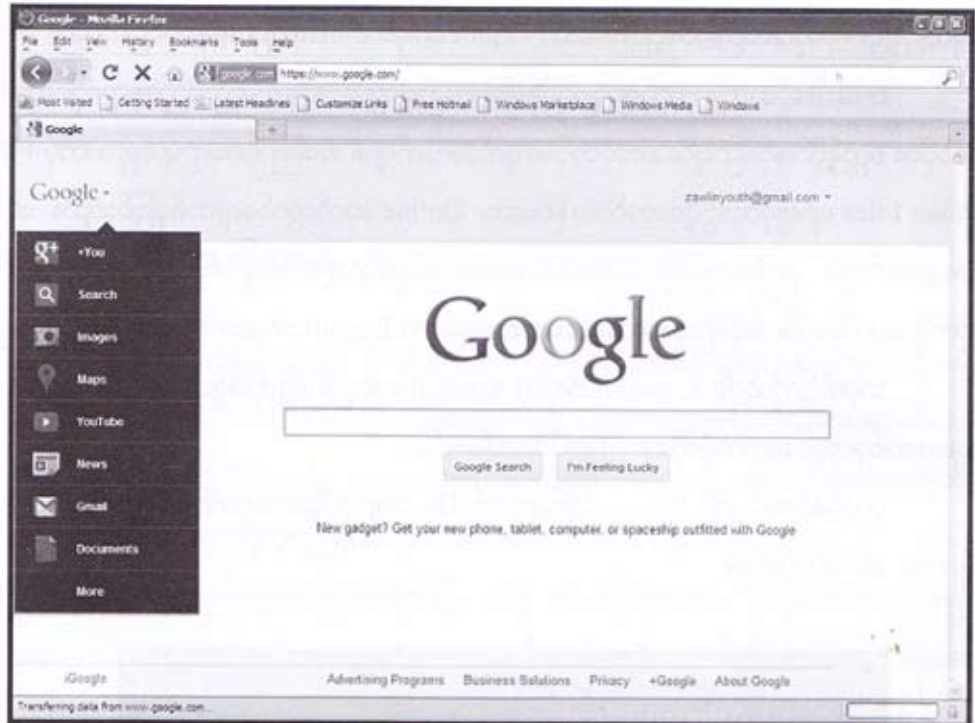 Google - Mozilla Firefox
File Edit View History Bookmarks Tools Help
google.com https://www.google.com/
Most Visited Getting Started Latest Headlines Customize Links Free Hotmail Windows Marketplace Windows Media Windows
Google
Google
zawlinyouth@gmail.com
+You
Search
Images
Maps
YouTube
News
Gmail
Documents
More
Google
Google Search I'm Feeling Lucky
New gadget? Get your new phone, tablet, computer, or spaceship outfitted with Google
iGoogle Advertising Programs Business Solutions Privacy +Google About Google
Transferring data from www.google.com...